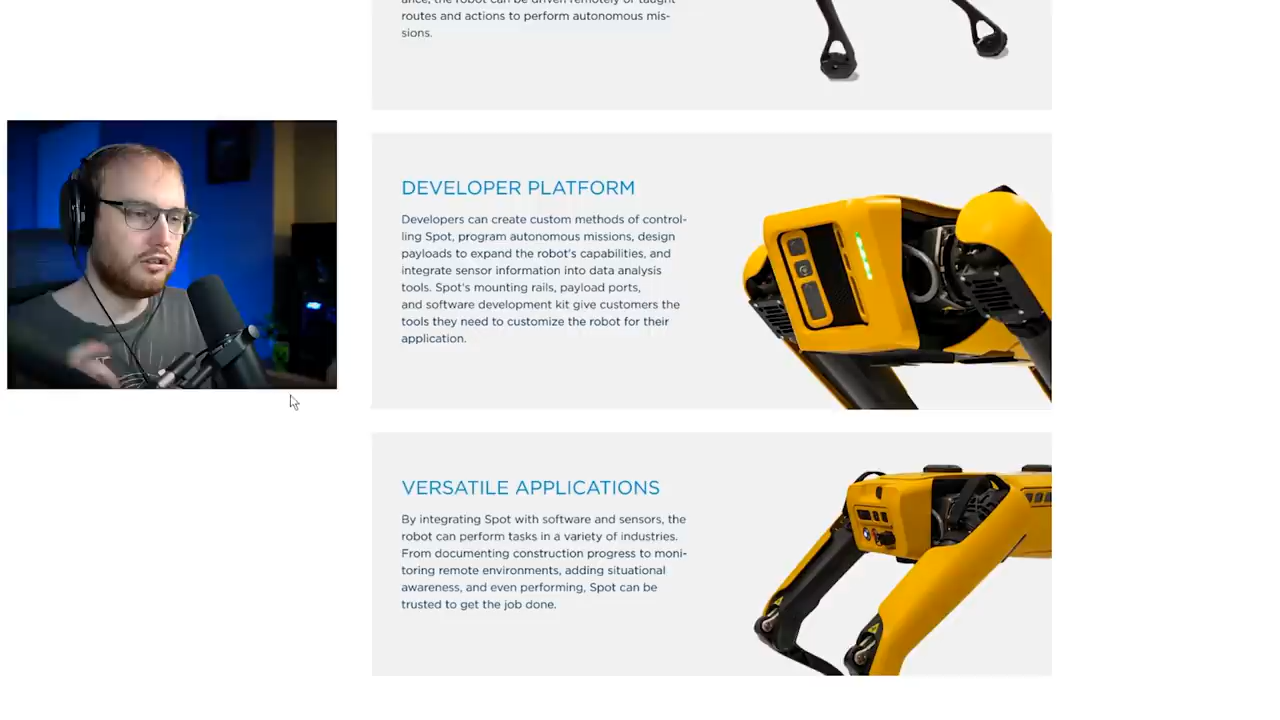 ance, the robot can be driven remotely or taught
routes and actions to perform autonomous mis-
sions.
DEVELOPER PLATFORM
Developers can create custom methods of control-
ling Spot, program autonomous missions, design
payloads to expand the robot's capabilities, and
integrate sensor information into data analysis
tools. Spot's mounting rails, payload ports,
and software development kit give customers the
tools they need to customize the robot for their
application.
VERSATILE APPLICATIONS
By integrating Spot with software and sensors, the
robot can perform tasks in a variety of industries.
From documenting construction progress to moni-
toring remote environments, adding situational
awareness, and even performing, Spot can be
trusted to get the job done.